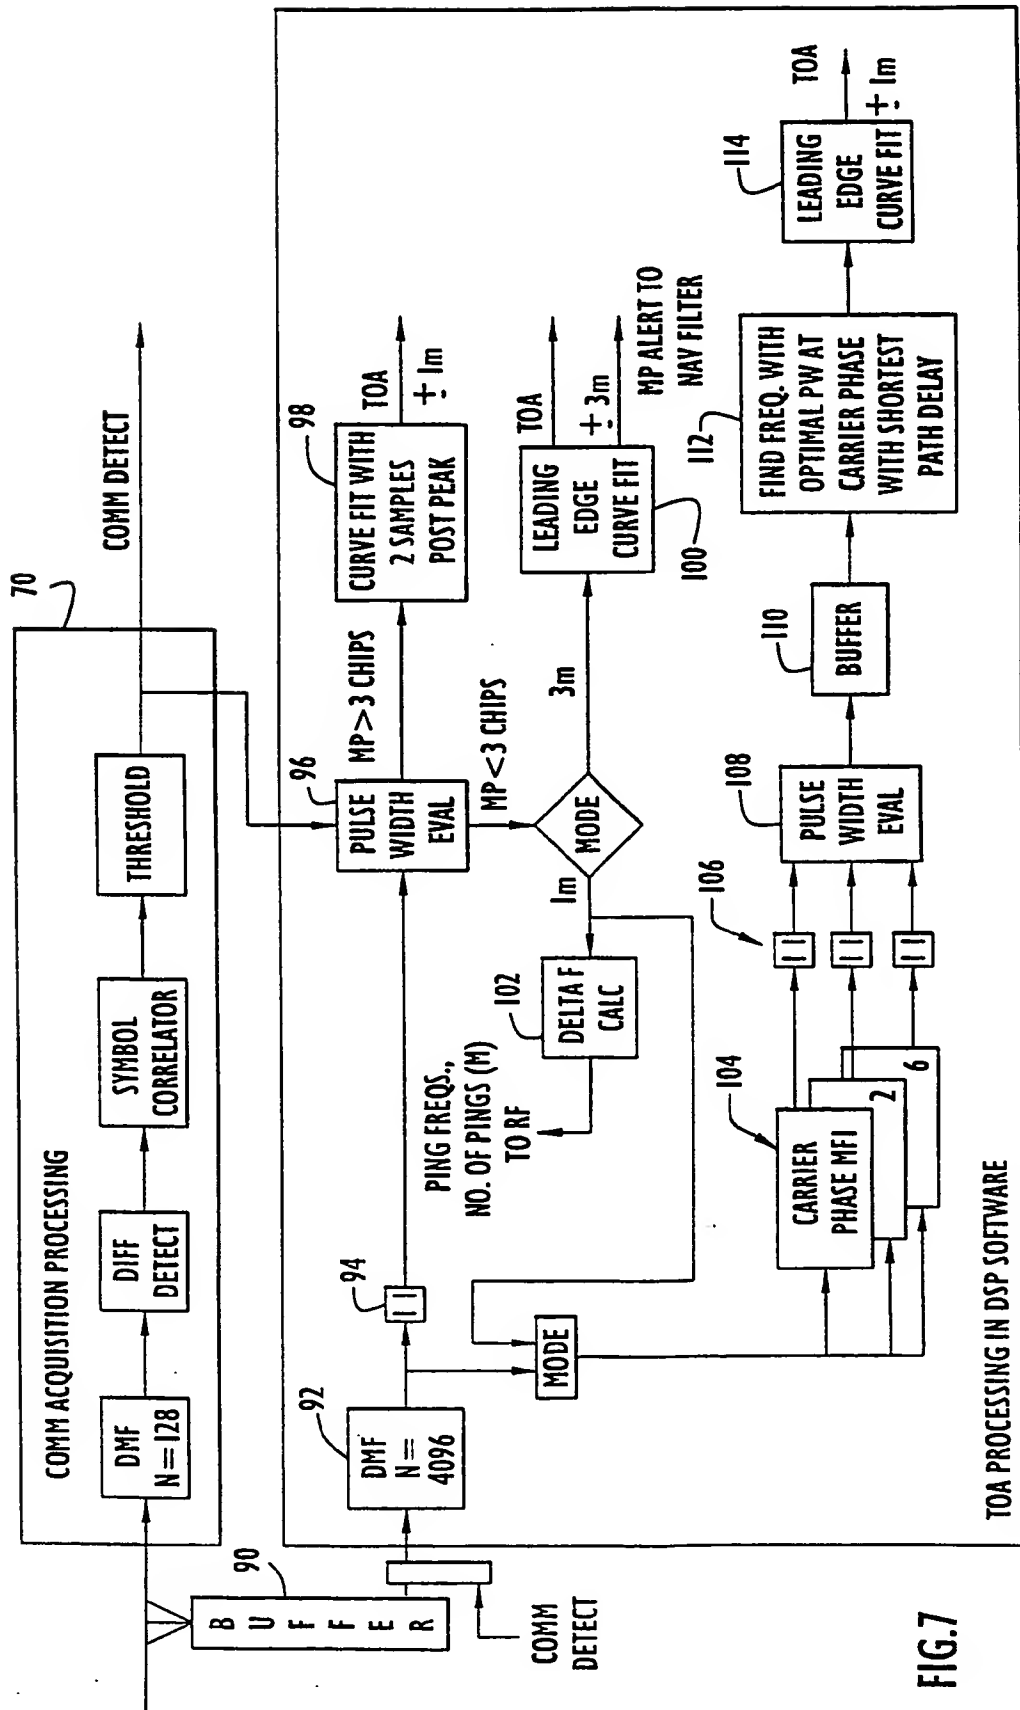 70
COMM ACQUISITION PROCESSING
DMF
N=128
DIFF
DETECT
SYMBOL
CORRELATOR
THRESHOLD
COMM DETECT
90
BUFFER
COMM
DETECT
92
DMF
N=
4096
94
96
PULSE
WIDTH
EVAL
MP>3 CHIPS
98
CURVE FIT WITH
2 SAMPLES
POST PEAK
TOA
± 1m
MP<3 CHIPS
MODE
3m
1m
LEADING
EDGE
CURVE FIT
100
TOA
± 3m
MP ALERT TO
NAV FILTER
102
DELTA F
CALC
PING FREQS.,
NO. OF PINGS (M)
TO RF
MODE
104
CARRIER
PHASE MF1
2
6
106
108
PULSE
WIDTH
EVAL
110
BUFFER
112
FIND FREQ. WITH
OPTIMAL PW AT
CARRIER PHASE
WITH SHORTEST
PATH DELAY
114
LEADING
EDGE
CURVE FIT
TOA
± 1m
TOA PROCESSING IN DSP SOFTWARE
FIG.7